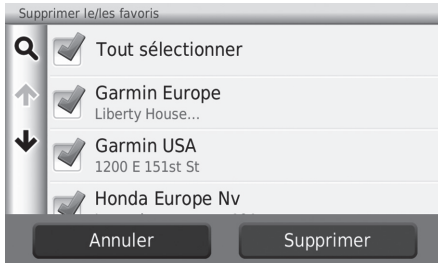 Supprimer le/les favoris
Tout sélectionner
Garmin Europe
Liberty House...
Garmin USA
1200 E 151st St
Honda Europe Nv
Annuler
Supprimer